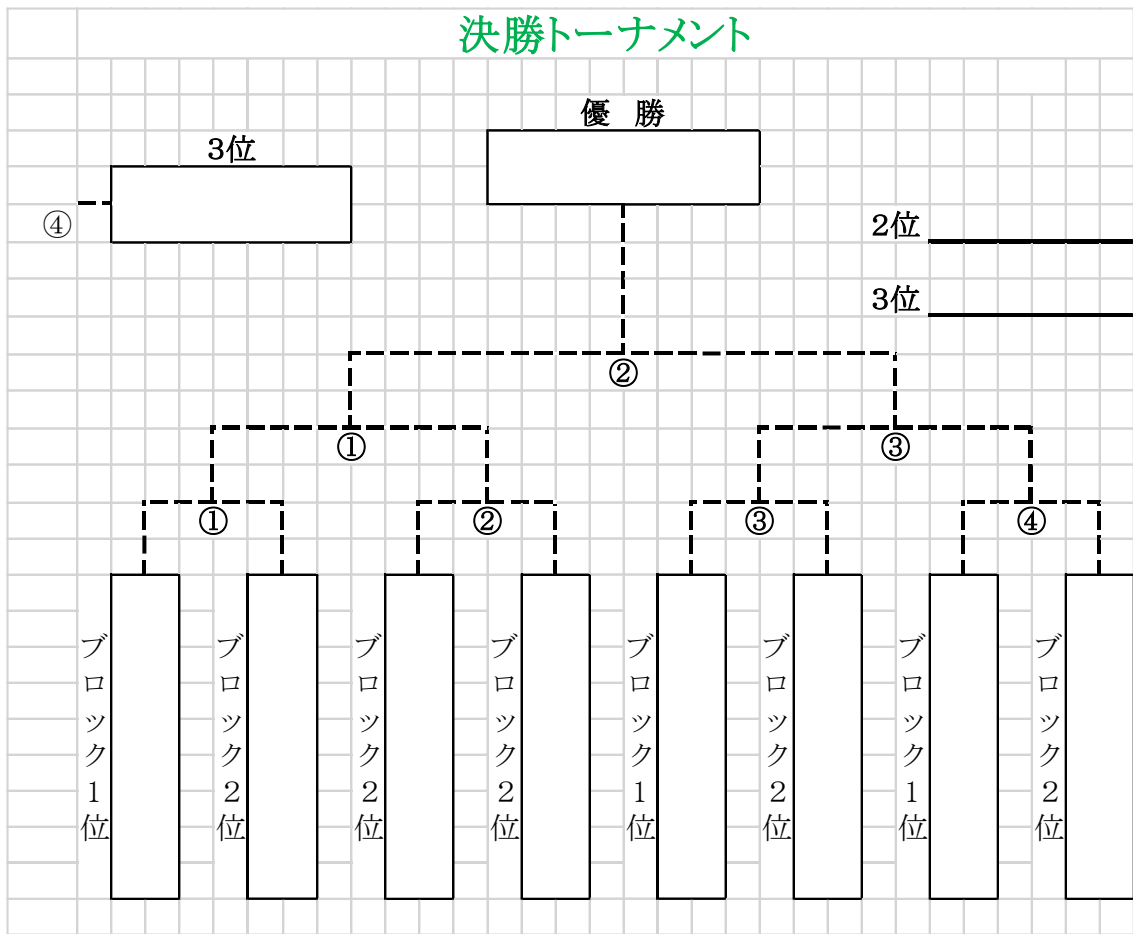 決勝トーナメント
優 勝
3位
④
2位
3位
②
①
③
①
②
③
④
ブロック1位
ブロック2位
ブロック2位
ブロック2位
ブロック1位
ブロック2位
ブロック1位
ブロック2位